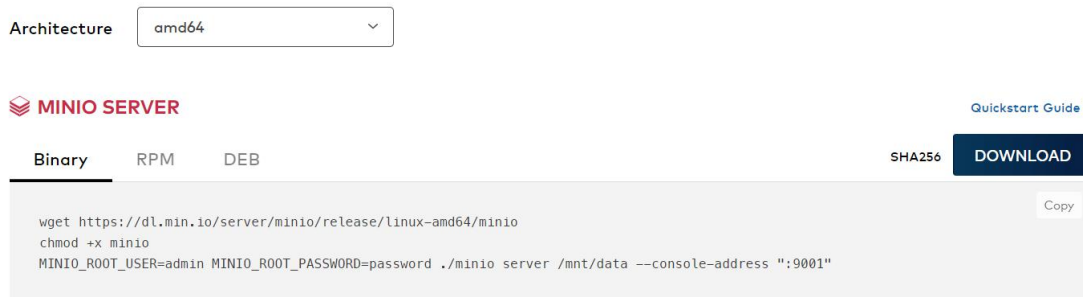 Architecture amd64
MINIO SERVER Quickstart Guide
Binary RPM DEB SHA256 DOWNLOAD
Copy
wget https://dl.min.io/server/minio/release/linux-amd64/minio
chmod +x minio
MINIO_ROOT_USER=admin MINIO_ROOT_PASSWORD=password ./minio server /mnt/data --console-address ":9001"